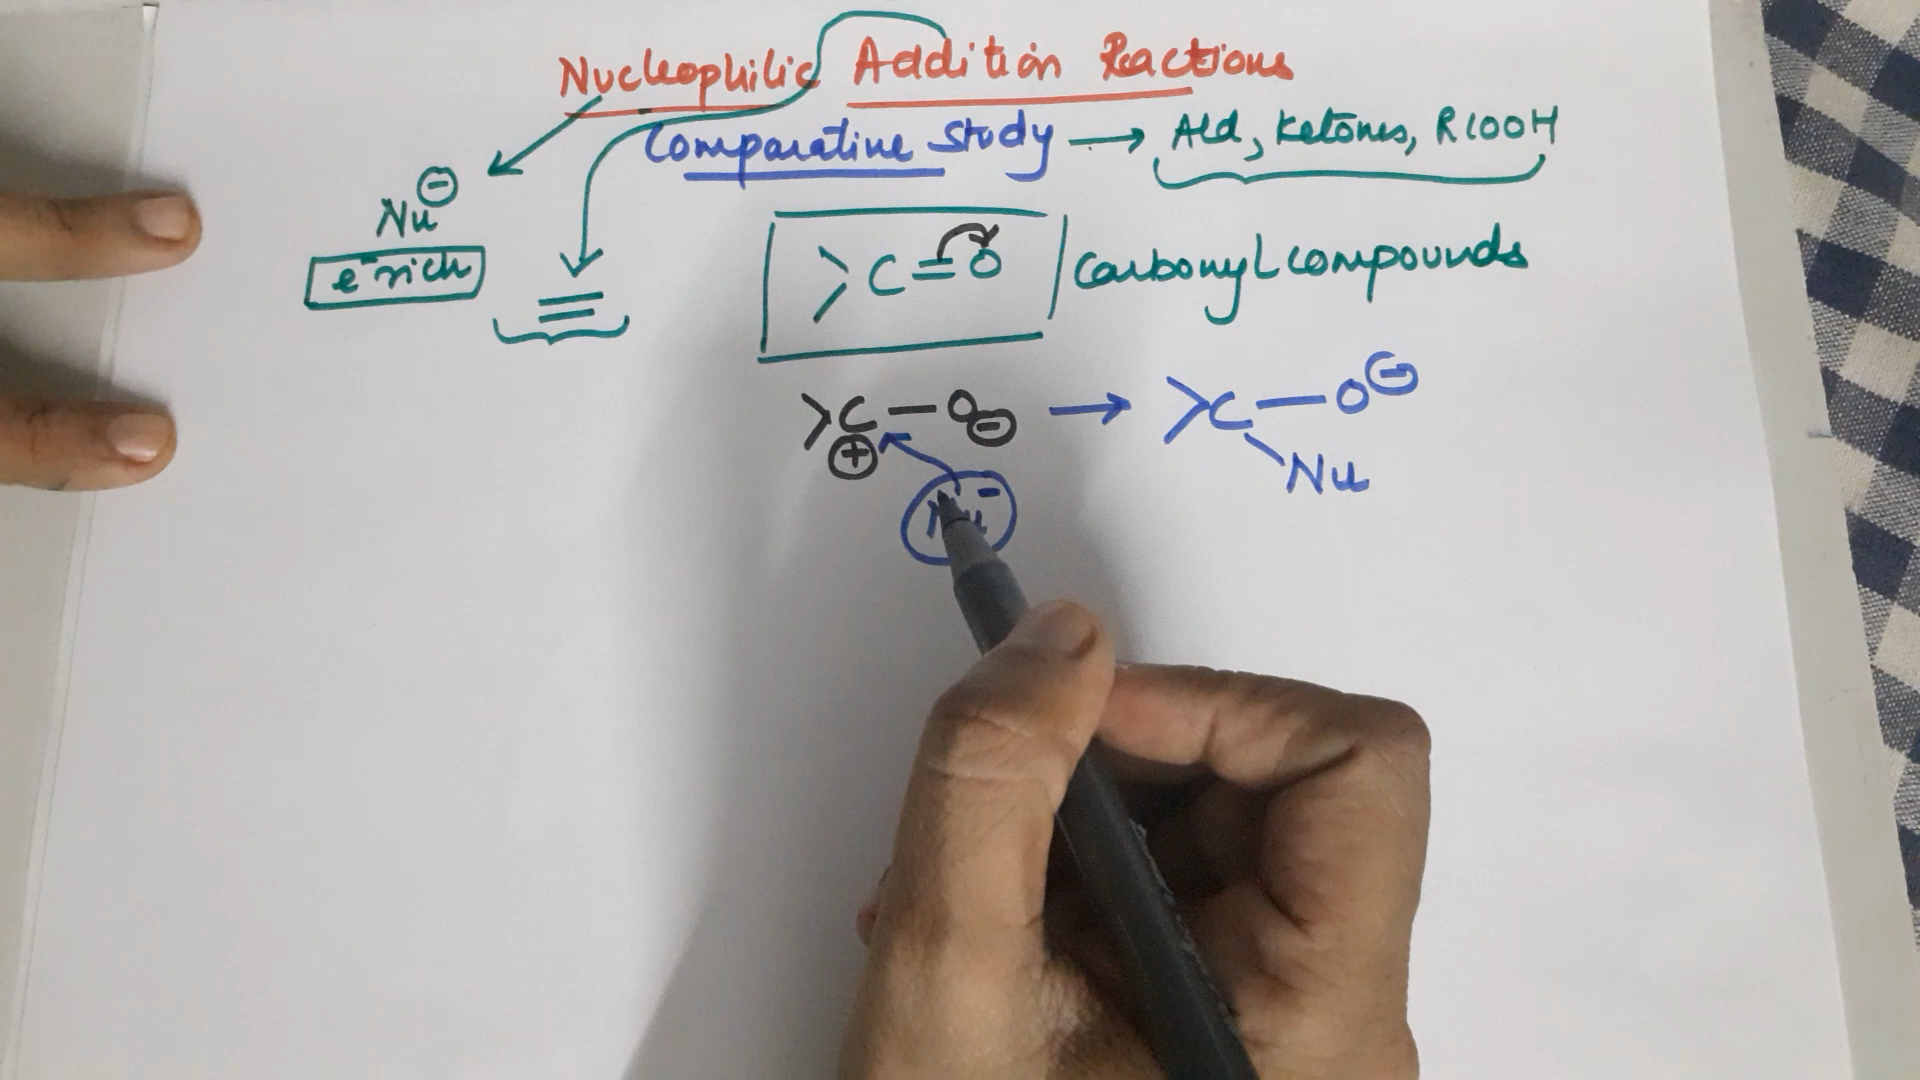 Nucleophilic Addition Reactions
Comparative Study → Ald, Ketones, RCOOH
Nu⊖
e⁻ rich
>C=O
Carbonyl compounds
>C—O⊖ → >C—O⊖
⊕
Nu
Nu⁻